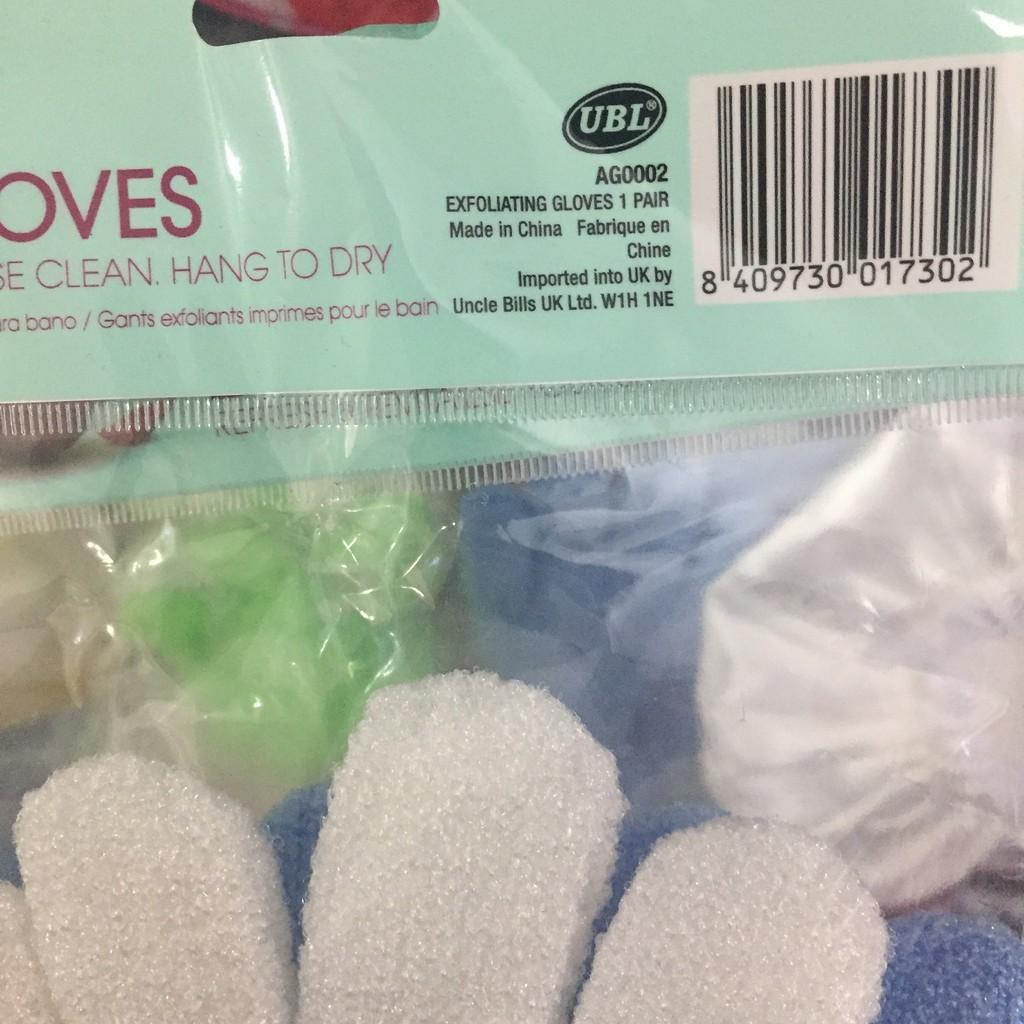 UBL®
AG0002
EXFOLIATING GLOVES 1 PAIR
Made in China Fabrique en
Chine
Imported into UK by
Uncle Bills UK Ltd. W1H 1NE
8 409730 017302
OVES
SE CLEAN. HANG TO DRY
ra bano / Gants exfoliants imprimes pour le bain
REFRESH &